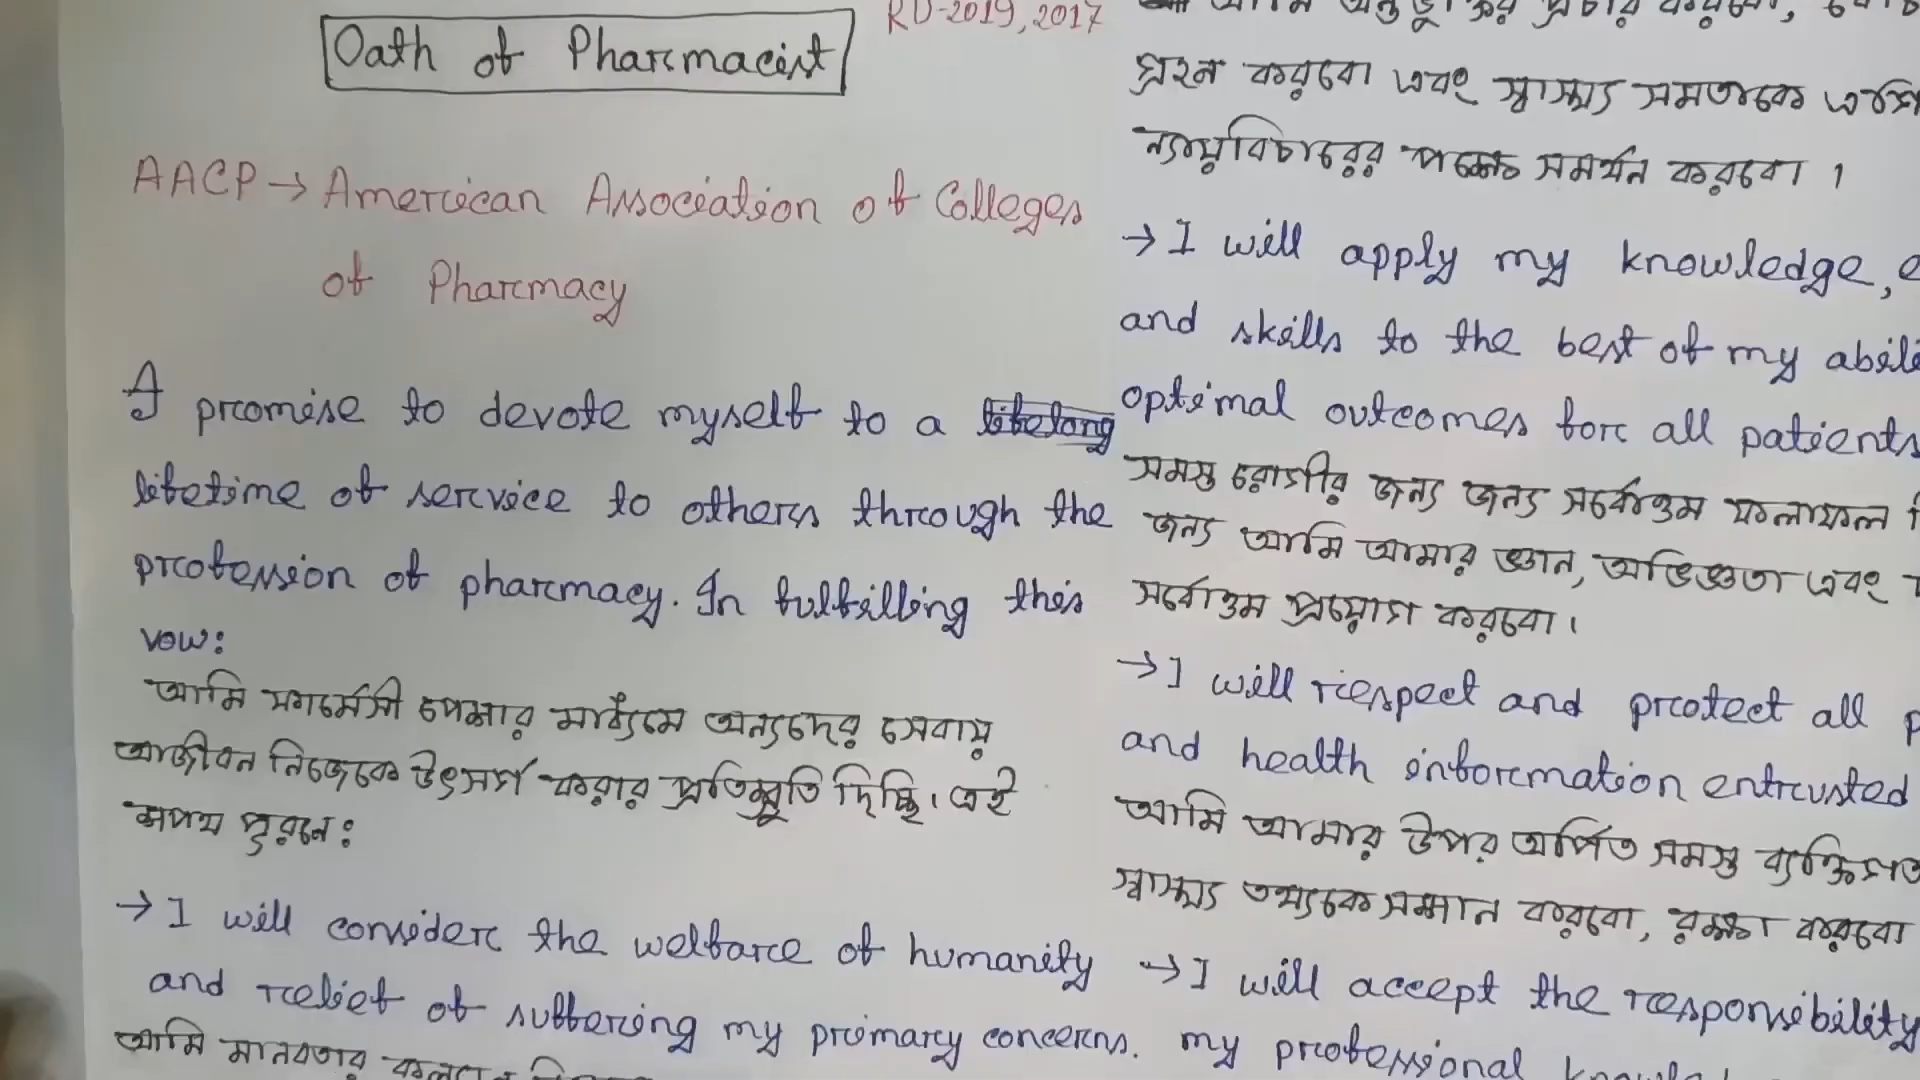 Oath of Pharmacist
RU-2019, 2017
AACP → American Association of Colleges
of Pharmacy
I promise to devote myself to a
lifetime of service to others through the
profession of pharmacy. In fulfilling this
vow:
আমি ফার্মেসী পেশার মাধ্যমে অন্যদের সেবায়
আজীবন নিজেকে উৎসর্গ করার প্রতিশ্রুতি দিচ্ছি। এই
শপথ পূরনে:
→ I will consider the welfare of humanity
and relief of suffering my primary concerns.
আমি মানবতার
প্রচার করবো,
গ্রহন করবো এবং স্বাস্থ্য সমতাকে
ন্যায়বিচারের পক্ষে সমর্থন করবো।
→ I will apply my knowledge,
and skills to the best of my
optimal outcomes for all patients
সমস্ত রোগীর জন্য জন্য সর্বোত্তম ফলাফল
জন্য আমি আমার জ্ঞান, অভিজ্ঞতা এবং
সর্বোত্তম প্রয়োগ করবো।
→ I will respect and protect all
and health information entrusted
আমি আমার উপর অর্পিত সমস্ত ব্যক্তিগত
স্বাস্থ্য তথ্যকে সম্মান করবো, রক্ষা করবো
→ I will accept the responsibility
my professional